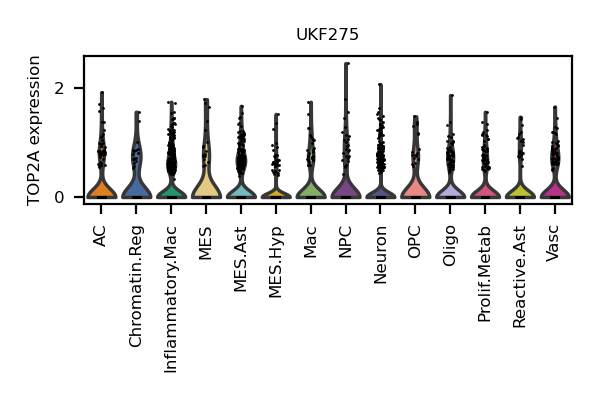 UKF275
TOP2A expression
2
0
AC
Chromatin.Reg
Inflammatory.Mac
MES
MES.Ast
MES.Hyp
Mac
NPC
Neuron
OPC
Oligo
Prolif.Metab
Reactive.Ast
Vasc